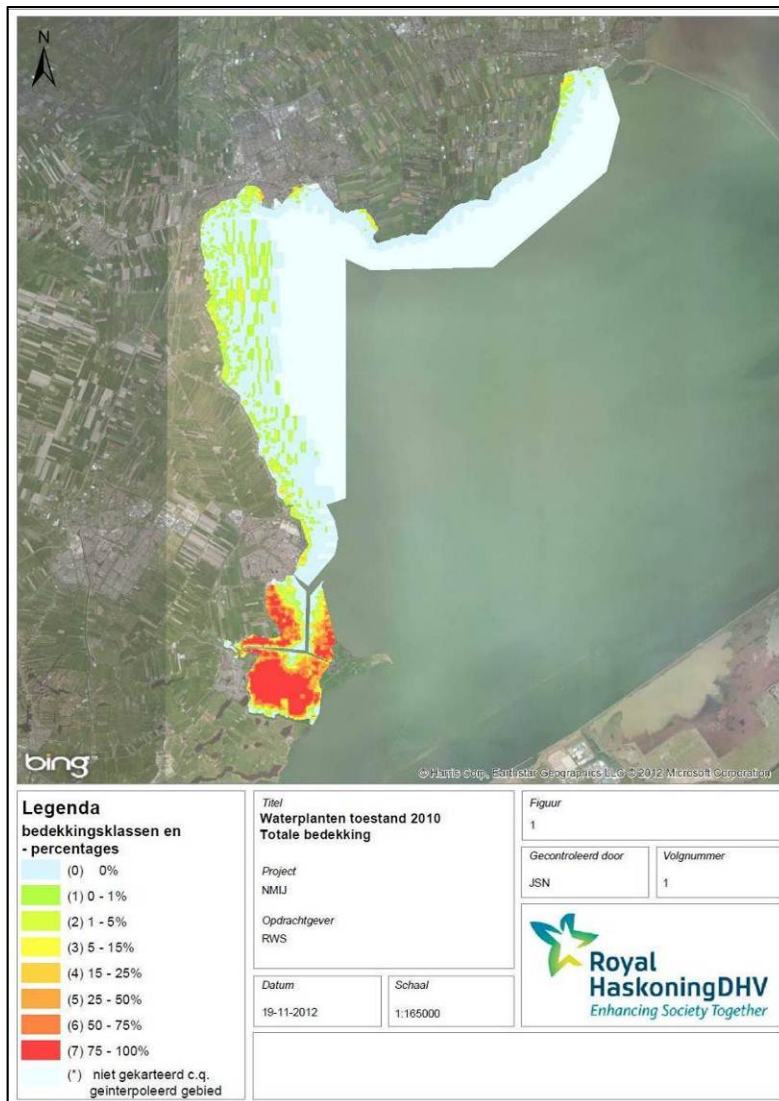 N
bing™
© Harris Corp, Earthstar Geographics LLC © 2012 Microsoft Corporation
Legenda
bedekkingsklassen en
- percentages
(0) 0%
(1) 0 - 1%
(2) 1 - 5%
(3) 5 - 15%
(4) 15 - 25%
(5) 25 - 50%
(6) 50 - 75%
(7) 75 - 100%
(*) niet gekarteerd c.q.
geinterpoleerd gebied
Titel
Waterplanten toestand 2010
Totale bedekking
Project
NMIJ
Opdrachtgever
RWS
Datum
19-11-2012
Schaal
1:165000
Figuur
1
Gecontroleerd door
JSN
Volgnummer
1
Royal
HaskoningDHV
Enhancing Society Together